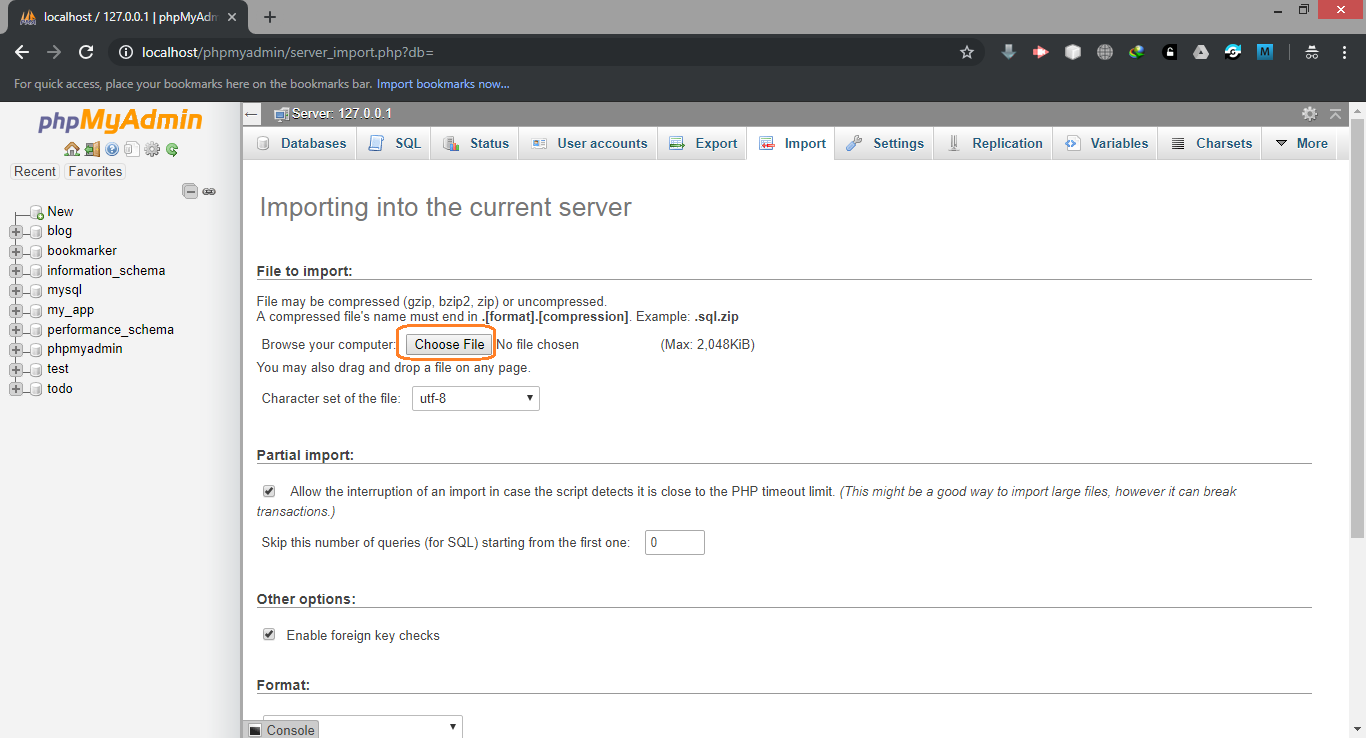 localhost / 127.0.0.1 | phpMyAdm
localhost/phpmyadmin/server_import.php?db=
M
For quick access, place your bookmarks here on the bookmarks bar. Import bookmarks now...
phpMyAdmin
Recent Favorites
New
blog
bookmarker
information_schema
mysql
my_app
performance_schema
phpmyadmin
test
todo
Server: 127.0.0.1
Databases SQL Status User accounts Export Import Settings Replication Variables Charsets More
Importing into the current server
File to import:
File may be compressed (gzip, bzip2, zip) or uncompressed.
A compressed file's name must end in .[format].[compression]. Example: .sql.zip
Browse your computer: Choose File No file chosen (Max: 2,048KiB)
You may also drag and drop a file on any page.
Character set of the file: utf-8
Partial import:
Allow the interruption of an import in case the script detects it is close to the PHP timeout limit. (This might be a good way to import large files, however it can break
transactions.)
Skip this number of queries (for SQL) starting from the first one: 0
Other options:
Enable foreign key checks
Format:
Console